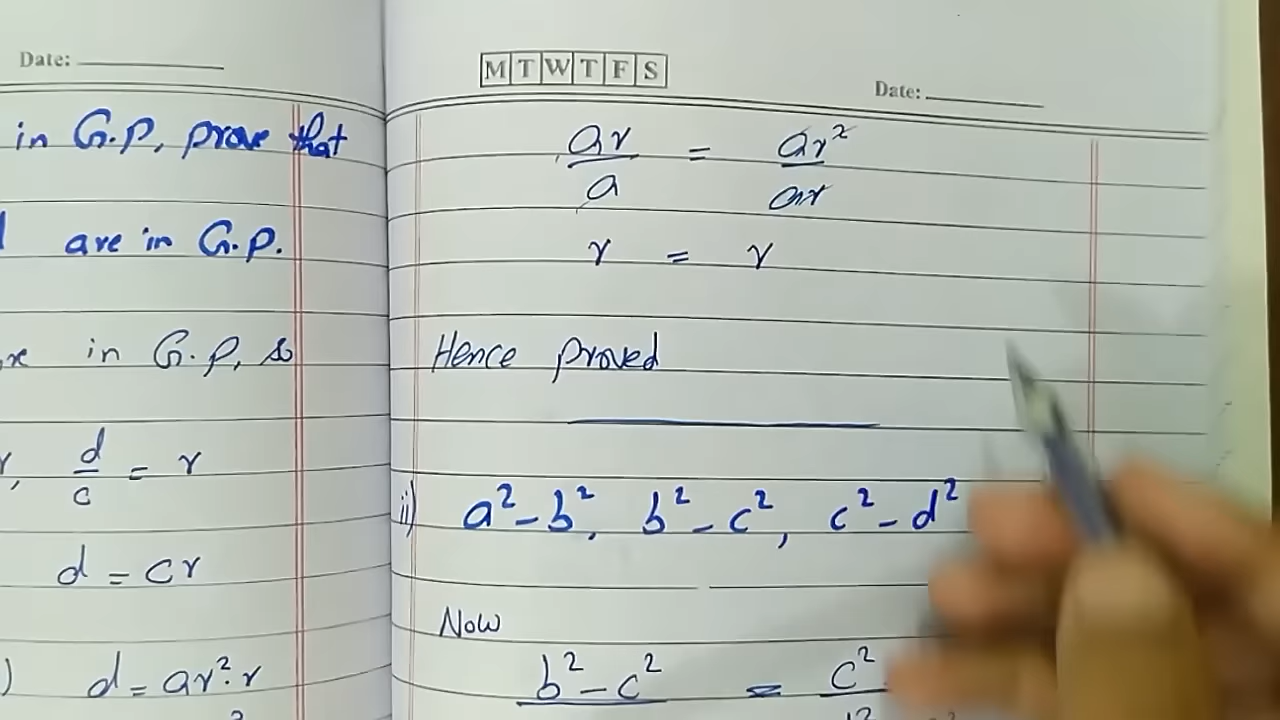 Date:
in G.P, prove that
are in G.P.
in G.P, so
, d/c = r
d = cr
) d = ar².r
M T W T F S
Date:
ar/a = ar²/ar
r = r
Hence proved
ii) a² - b², b² - c², c² - d²
Now
b² - c² = c²